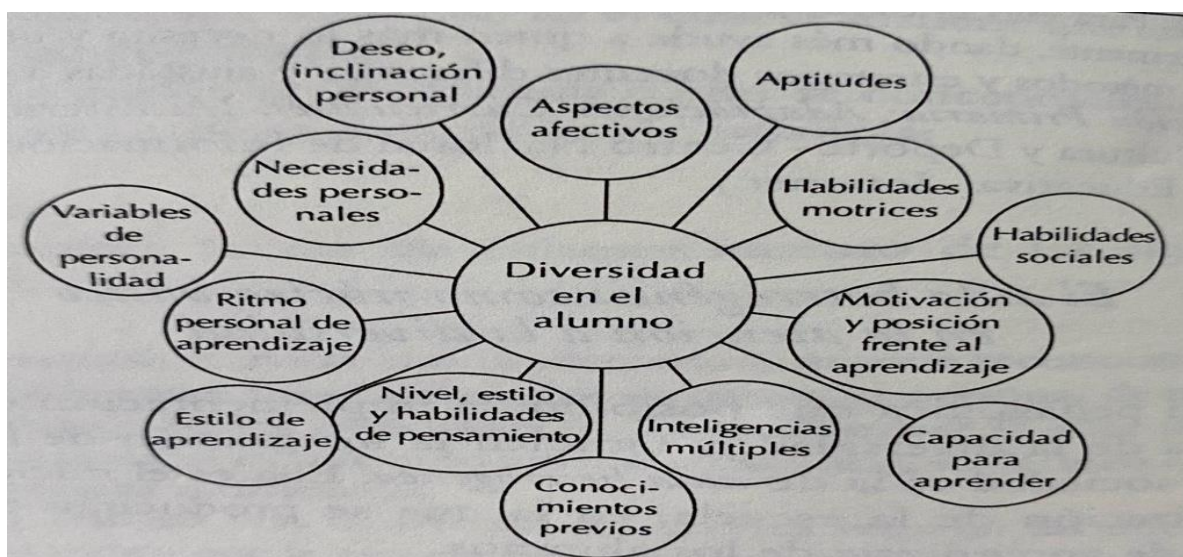 Deseo,
inclinación
personal
Aspectos
afectivos
Aptitudes
Necesida-
des perso-
nales
Habilidades
motrices
Variables
de
persona-
lidad
Habilidades
sociales
Diversidad
en el
alumno
Ritmo
personal de
aprendizaje
Motivación
y posición
frente al
aprendizaje
Estilo de
aprendizaje
Nivel, estilo
y habilidades
de pensamiento
Inteligencias
múltiples
Capacidad
para
aprender
Conoci-
mientos
previos